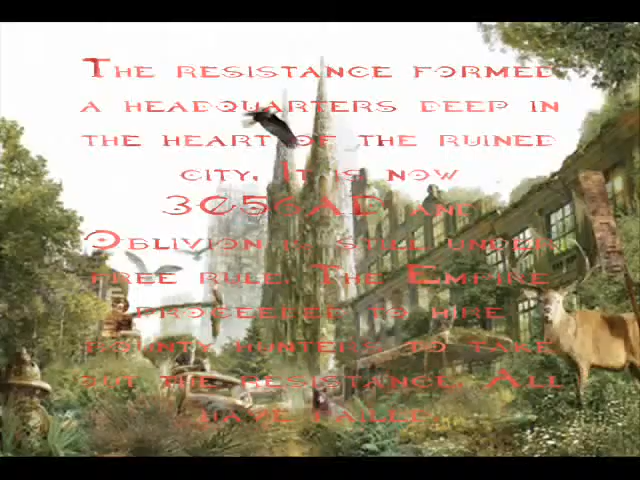 The resistance formed
a headquarters deep in
the heart of the ruined
city. It is now
3056AD and
Oblivion is still under
free rule. The Empire
proceeded to hire
bounty hunters to take
out the resistance. All
have failed.